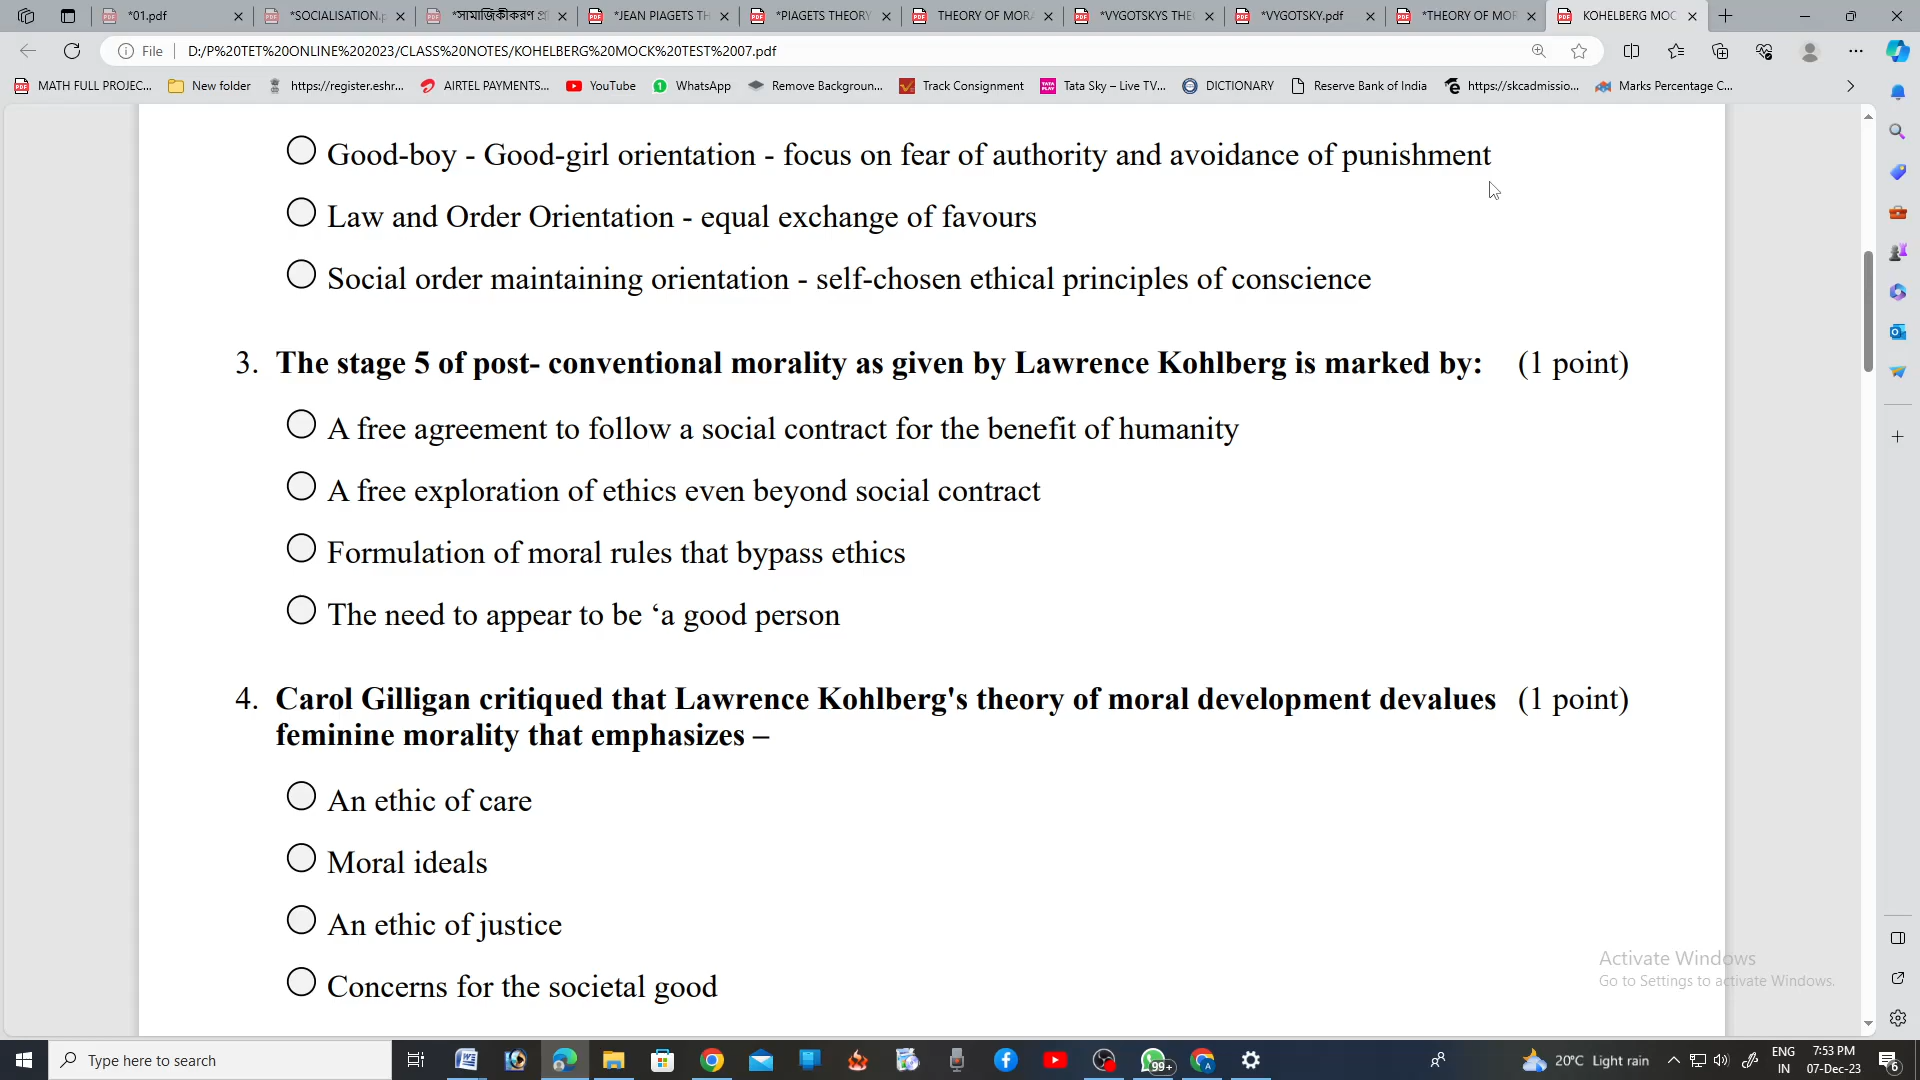 *01.pdf
*SOCIALISATION.p
*সামাজিকীকরণ প্র
*JEAN PIAGETS TH
*PIAGETS THEORY
THEORY OF MORA
*VYGOTSKYS THE
*VYGOTSKY.pdf
*THEORY OF MOR
KOHELBERG MOC
File
D:/P%20TET%20ONLINE%202023/CLASS%20NOTES/KOHELBERG%20MOCK%20TEST%2007.pdf
MATH FULL PROJEC...
New folder
https://register.eshr...
AIRTEL PAYMENTS...
YouTube
WhatsApp
Remove Backgroun...
Track Consignment
Tata Sky – Live TV...
DICTIONARY
Reserve Bank of India
https://skcadmissio...
Marks Percentage C...
Good-boy - Good-girl orientation - focus on fear of authority and avoidance of punishment
Law and Order Orientation - equal exchange of favours
Social order maintaining orientation - self-chosen ethical principles of conscience
3. The stage 5 of post- conventional morality as given by Lawrence Kohlberg is marked by: (1 point)
A free agreement to follow a social contract for the benefit of humanity
A free exploration of ethics even beyond social contract
Formulation of moral rules that bypass ethics
The need to appear to be ‘a good person
4. Carol Gilligan critiqued that Lawrence Kohlberg's theory of moral development devalues (1 point)
feminine morality that emphasizes –
An ethic of care
Moral ideals
An ethic of justice
Concerns for the societal good
Activate Windows
Go to Settings to activate Windows.
Type here to search
99+
20°C Light rain
ENG
IN
7:53 PM
07-Dec-23
6